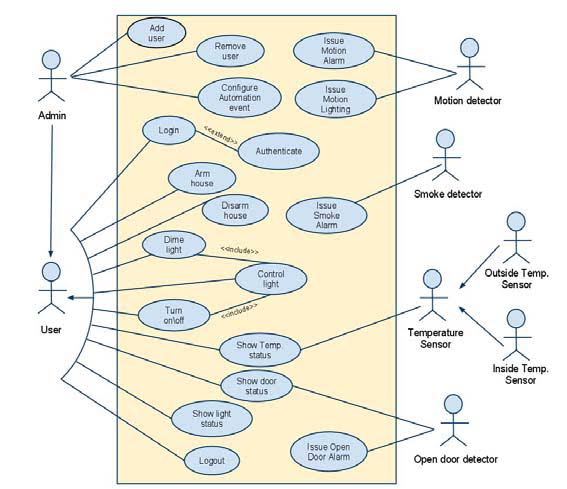 Add
user
Remove
user
Issue
Motion
Alarm
Configure
Automation
event
Issue
Motion
Lighting
Admin
Motion detector
Login
<<extend>>
Authenticate
Arm
house
Smoke detector
Disarm
house
Issue
Smoke
Alarm
Dime
light
<<include>>
Control
light
Outside Temp.
Sensor
User
Turn
on\off
<<include>>
Temperature
Sensor
Show Temp.
status
Inside Temp.
Sensor
Show door
status
Show light
status
Issue Open
Door Alarm
Open door detector
Logout